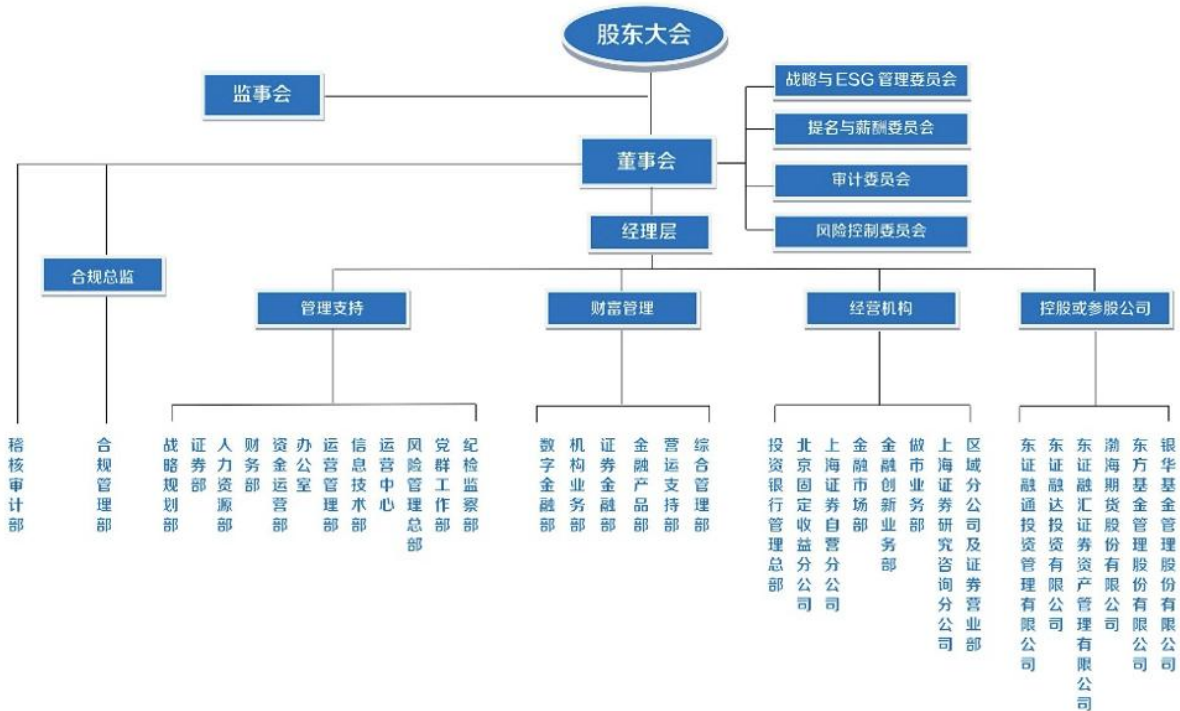 股东大会
监事会
战略与ESG管理委员会
提名与薪酬委员会
董事会
审计委员会
经理层
风险控制委员会
合规总监
管理支持
财富管理
经营机构
控股或参股公司
稽核审计部
合规管理部
战略规划部
证券部
人力资源部
财务部
资金运营部
办公室
运营管理部
信息技术部
运营中心
风险管理总部
党群工作部
纪检监察部
数字金融部
机构业务部
证券金融部
金融产品部
营运支持部
综合管理部
投资银行管理总部
北京固定收益分公司
上海证券自营分公司
金融市场部
金融创新业务部
做市业务部
上海证券研究咨询分公司
区域分公司及证券营业部
东证融通投资管理有限公司
东证融达投资有限公司
东证融汇证券资产管理有限公司
渤海期货股份有限公司
东方基金管理股份有限公司
银华基金管理股份有限公司